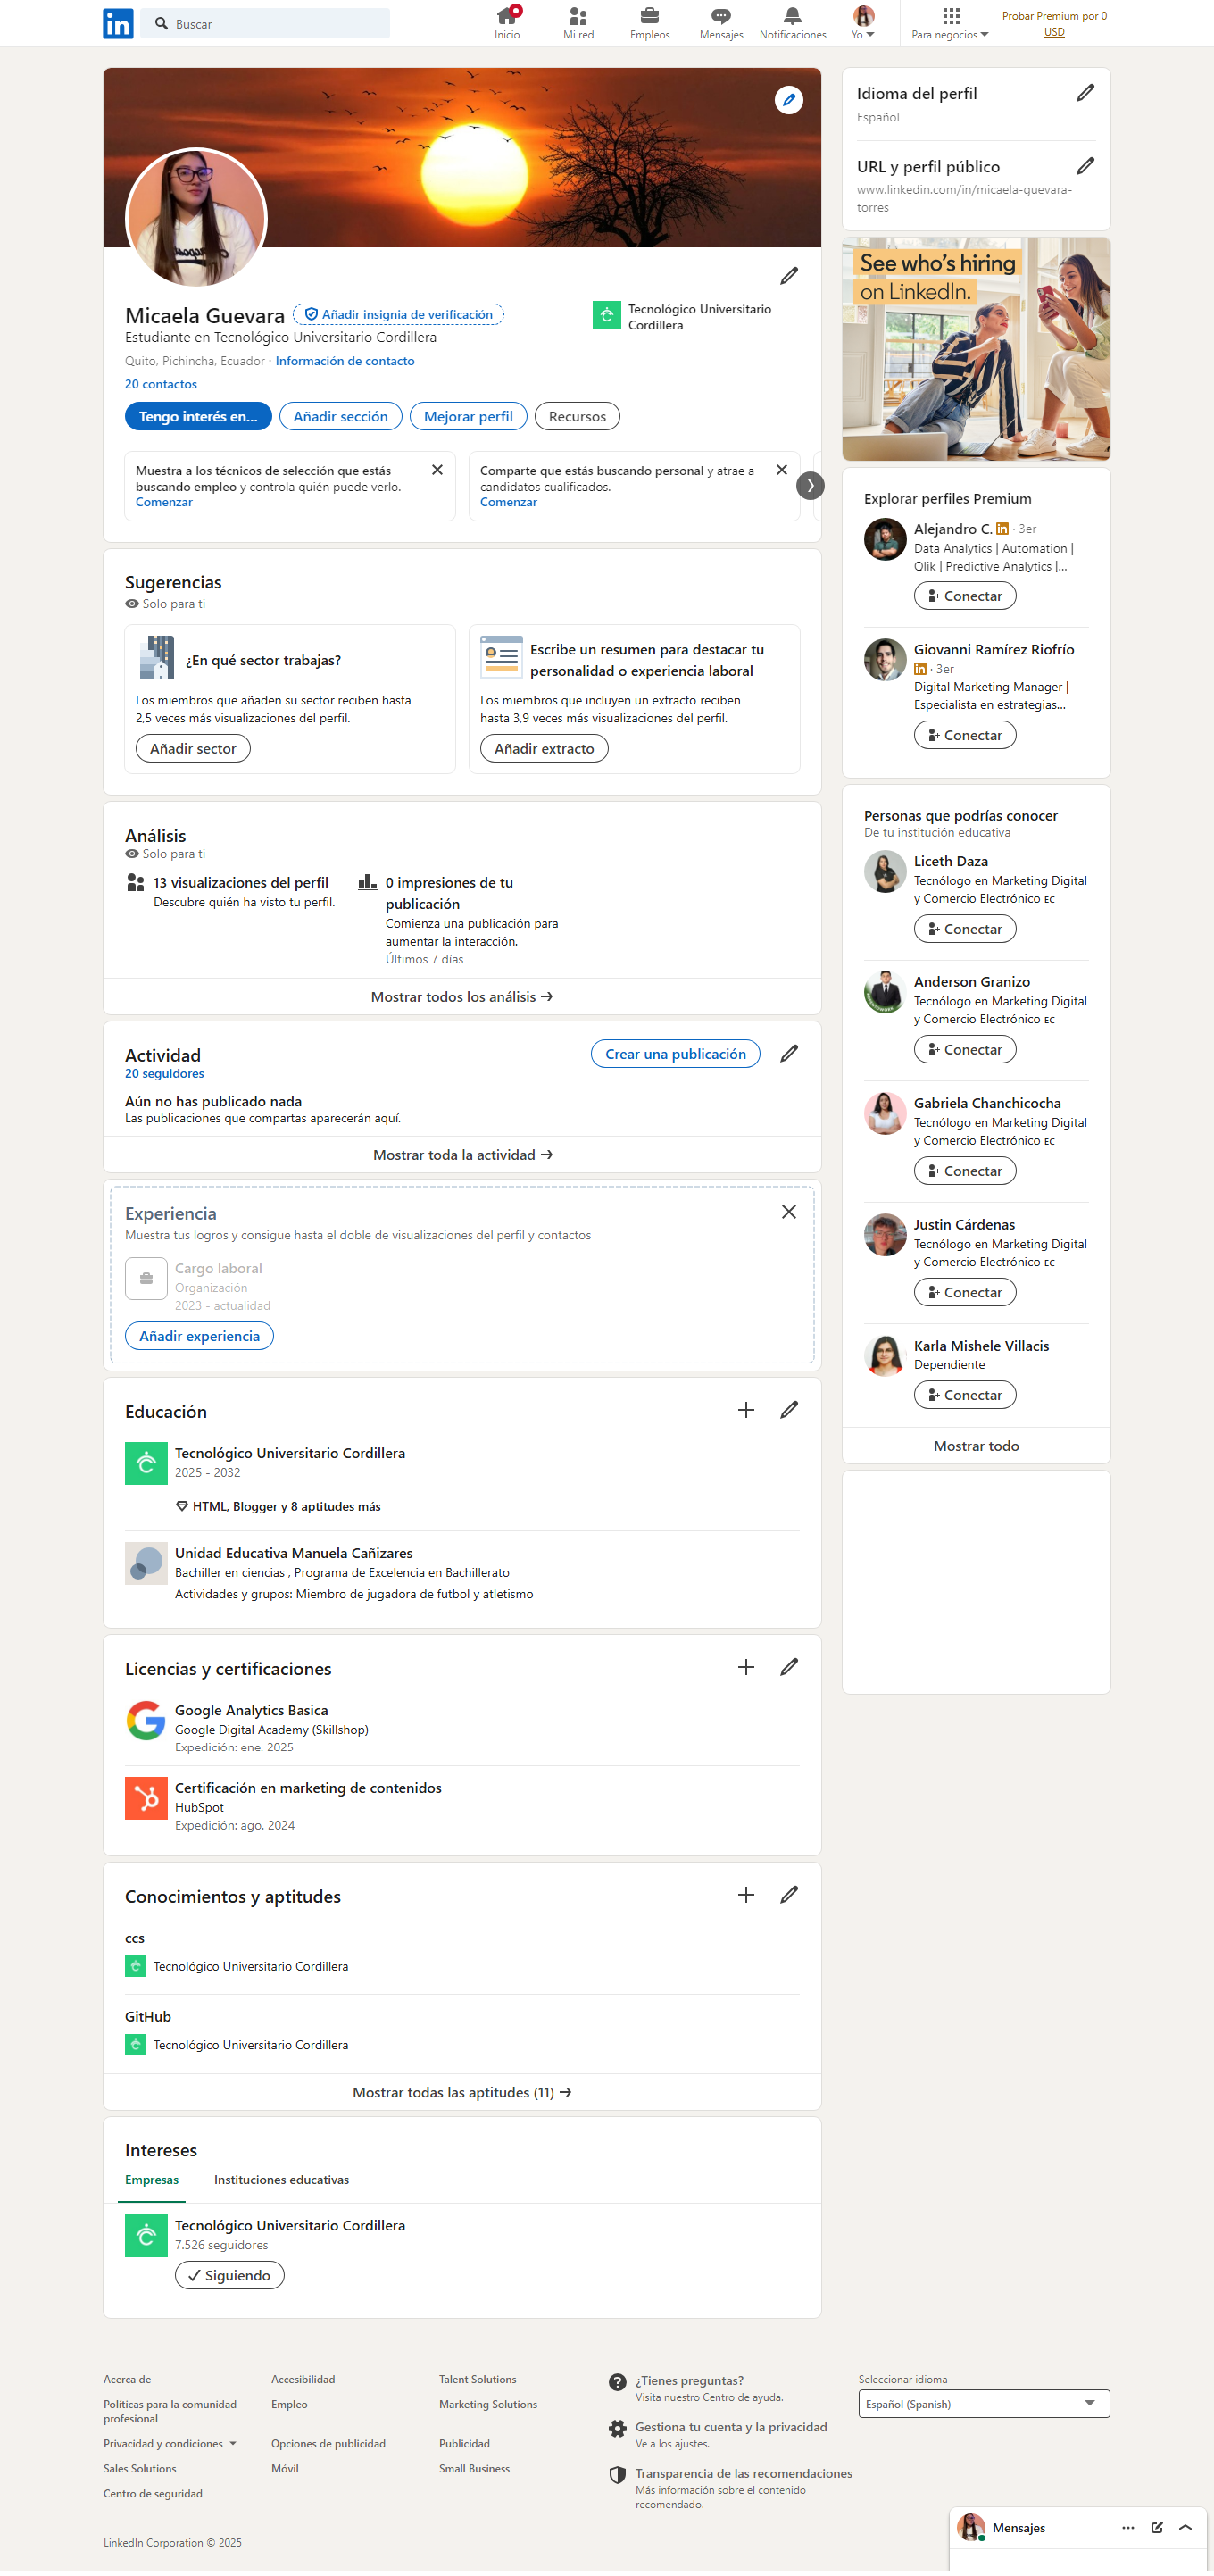 in
Buscar
Inicio
Mi red
Empleos
Mensajes
Notificaciones
Yo
Para negocios
Probar Premium por 0
USD
Micaela Guevara
Añadir insignia de verificación
Estudiante en Tecnológico Universitario Cordillera
Quito, Pichincha, Ecuador · Información de contacto
20 contactos
Tecnológico Universitario
Cordillera
Tengo interés en...
Añadir sección
Mejorar perfil
Recursos
Muestra a los técnicos de selección que estás
buscando empleo y controla quién puede verlo.
Comenzar
Comparte que estás buscando personal y atrae a
candidatos cualificados.
Comenzar
Sugerencias
Solo para ti
¿En qué sector trabajas?
Los miembros que añaden su sector reciben hasta
2,5 veces más visualizaciones del perfil.
Añadir sector
Escribe un resumen para destacar tu
personalidad o experiencia laboral
Los miembros que incluyen un extracto reciben
hasta 3,9 veces más visualizaciones del perfil.
Añadir extracto
Análisis
Solo para ti
13 visualizaciones del perfil
Descubre quién ha visto tu perfil.
0 impresiones de tu
publicación
Comienza una publicación para
aumentar la interacción.
Últimos 7 días
Mostrar todos los análisis →
Actividad
20 seguidores
Crear una publicación
Aún no has publicado nada
Las publicaciones que compartas aparecerán aquí.
Mostrar toda la actividad →
Experiencia
Muestra tus logros y consigue hasta el doble de visualizaciones del perfil y contactos
Cargo laboral
Organización
2023 - actualidad
Añadir experiencia
Educación
Tecnológico Universitario Cordillera
2025 - 2032
HTML, Blogger y 8 aptitudes más
Unidad Educativa Manuela Cañizares
Bachiller en ciencias , Programa de Excelencia en Bachillerato
Actividades y grupos: Miembro de jugadora de futbol y atletismo
Licencias y certificaciones
Google Analytics Basica
Google Digital Academy (Skillshop)
Expedición: ene. 2025
Certificación en marketing de contenidos
HubSpot
Expedición: ago. 2024
Conocimientos y aptitudes
ccs
Tecnológico Universitario Cordillera
GitHub
Tecnológico Universitario Cordillera
Mostrar todas las aptitudes (11) →
Intereses
Empresas
Instituciones educativas
Tecnológico Universitario Cordillera
7.526 seguidores
Siguiendo
Idioma del perfil
Español
URL y perfil público
www.linkedin.com/in/micaela-guevara-
torres
See who's hiring
on LinkedIn.
Explorar perfiles Premium
Alejandro C. in · 3er
Data Analytics | Automation |
Qlik | Predictive Analytics |...
Conectar
Giovanni Ramírez Riofrío
in · 3er
Digital Marketing Manager |
Especialista en estrategias...
Conectar
Personas que podrías conocer
De tu institución educativa
Liceth Daza
Tecnólogo en Marketing Digital
y Comercio Electrónico EC
Conectar
Anderson Granizo
Tecnólogo en Marketing Digital
y Comercio Electrónico EC
Conectar
Gabriela Chanchicocha
Tecnólogo en Marketing Digital
y Comercio Electrónico EC
Conectar
Justin Cárdenas
Tecnólogo en Marketing Digital
y Comercio Electrónico EC
Conectar
Karla Mishele Villacis
Dependiente
Conectar
Mostrar todo
Acerca de
Accesibilidad
Talent Solutions
Políticas para la comunidad
profesional
Empleo
Marketing Solutions
Privacidad y condiciones
Opciones de publicidad
Publicidad
Sales Solutions
Móvil
Small Business
Centro de seguridad
¿Tienes preguntas?
Visita nuestro Centro de ayuda.
Gestiona tu cuenta y la privacidad
Ve a los ajustes.
Transparencia de las recomendaciones
Más información sobre el contenido
recomendado.
Seleccionar idioma
Español (Spanish)
LinkedIn Corporation © 2025
Mensajes